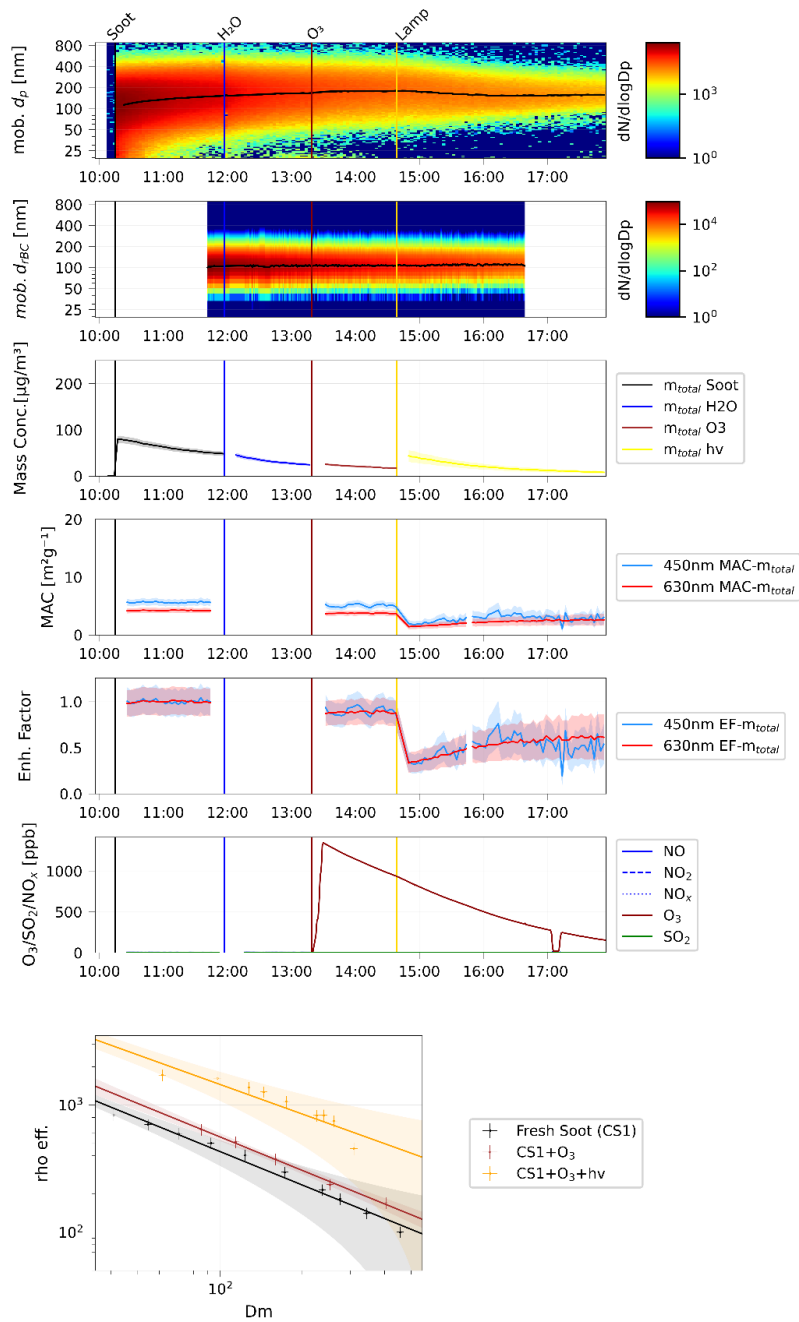 Soot H₂O O₃ Lamp
mob. dₚ [nm]
800
400
200
100
50
25
10:00 11:00 12:00 13:00 14:00 15:00 16:00 17:00
dN/dlogDp
10³
10⁰
mob. d_rBC [nm]
800
400
200
100
50
25
10:00 11:00 12:00 13:00 14:00 15:00 16:00 17:00
dN/dlogDp
10⁴
10²
10⁰
Mass Conc.[µg/m³]
200
100
0
10:00 11:00 12:00 13:00 14:00 15:00 16:00 17:00
m_total Soot
m_total H2O
m_total O3
m_total hv
MAC [m²g⁻¹]
20
10
0
10:00 11:00 12:00 13:00 14:00 15:00 16:00 17:00
450nm MAC-m_total
630nm MAC-m_total
Enh. Factor
1.0
0.5
0.0
10:00 11:00 12:00 13:00 14:00 15:00 16:00 17:00
450nm EF-m_total
630nm EF-m_total
O₃/SO₂/NOₓ [ppb]
1000
500
0
10:00 11:00 12:00 13:00 14:00 15:00 16:00 17:00
NO
NO₂
NOₓ
O₃
SO₂
rho eff.
10³
10²
10²
Dm
Fresh Soot (CS1)
CS1+O₃
CS1+O₃+hv